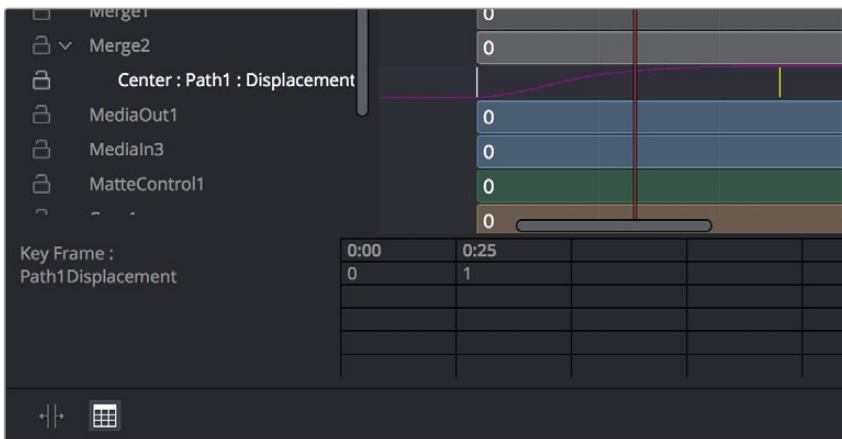 Merge1 0
Merge2 0
Center : Path1 : Displacement
MediaOut1 0
MediaIn3 0
MatteControl1 0
0
Key Frame : 0:00 0:25
Path1Displacement 0 1